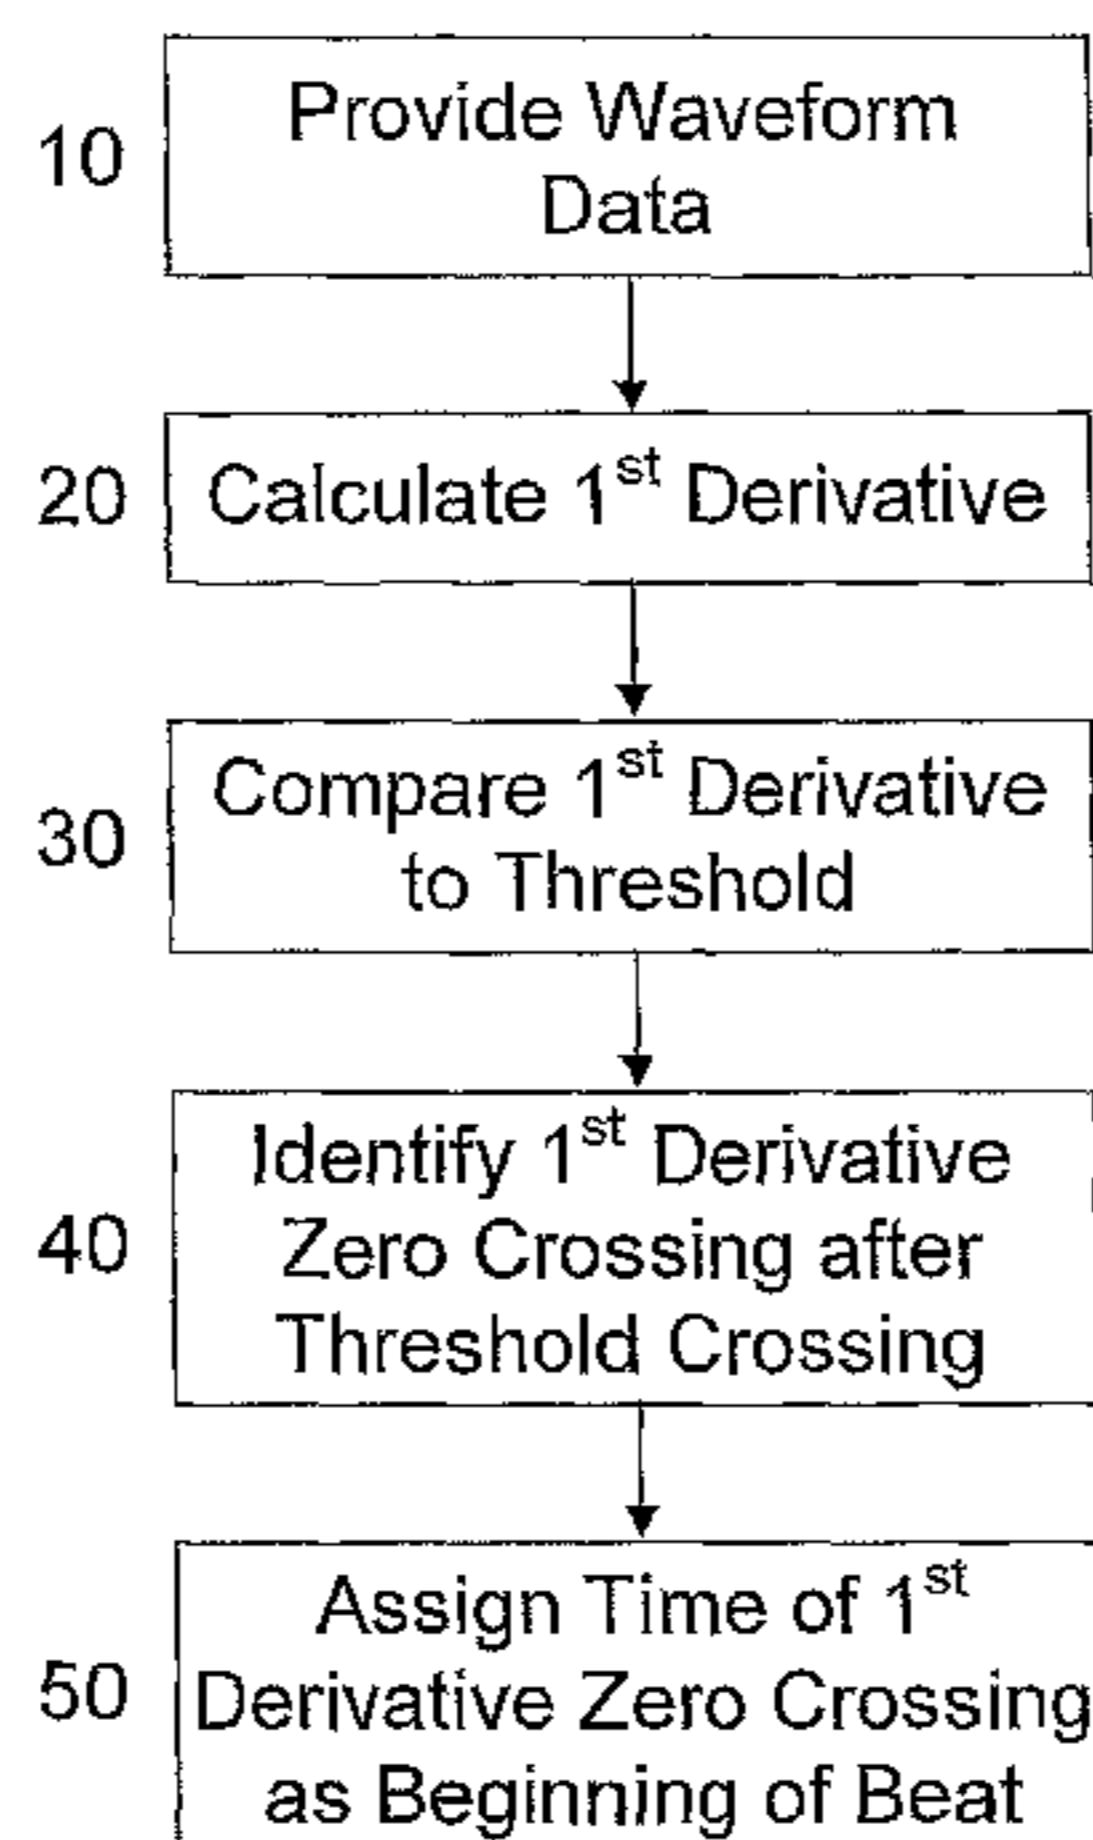 10
Provide Waveform
Data
20
Calculate 1st Derivative
30
Compare 1st Derivative
to Threshold
40
Identify 1st Derivative
Zero Crossing after
Threshold Crossing
50
Assign Time of 1st
Derivative Zero Crossing
as Beginning of Beat